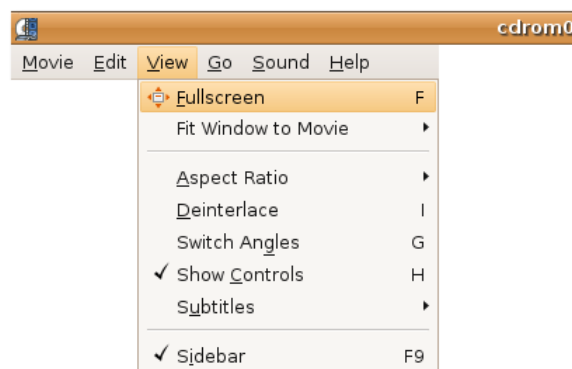 cdrom0
Movie Edit View Go Sound Help
Fullscreen F
Fit Window to Movie
Aspect Ratio
Deinterlace I
Switch Angles G
Show Controls H
Subtitles
Sidebar F9